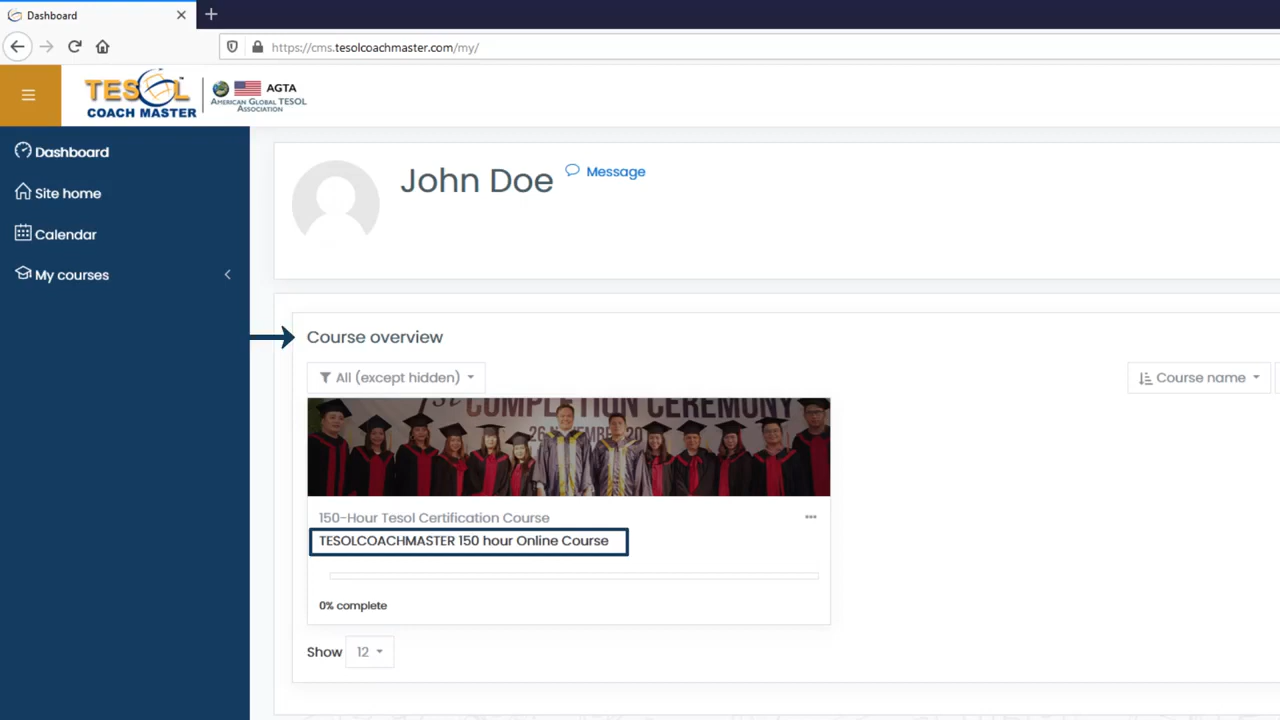 Dashboard
https://cms.tesolcoachmaster.com/my/
TESOL
COACH MASTER
AGTA
AMERICAN GLOBAL TESOL
ASSOCIATION
Dashboard
Site home
Calendar
My courses
John Doe
Message
Course overview
All (except hidden)
Course name
COMPLETION CEREMONY
150-Hour Tesol Certification Course
TESOLCOACHMASTER 150 hour Online Course
0% complete
Show 12